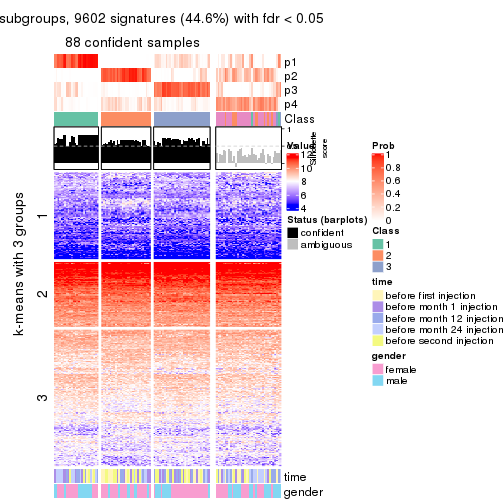 subgroups, 9602 signatures (44.6%) with fdr < 0.05
88 confident samples
p1
p2
p3
p4
Class
1
Silhouette
score
k-means with 3 groups
1
2
3
time
gender
Value
12
10
6
4
Status (barplots)
confident
ambiguous
Prob
1
0.8
0.6
0.4
0.2
0
Class
1
2
3
time
before first injection
before month 1 injection
before month 12 injection
before month 24 injection
before second injection
gender
female
male